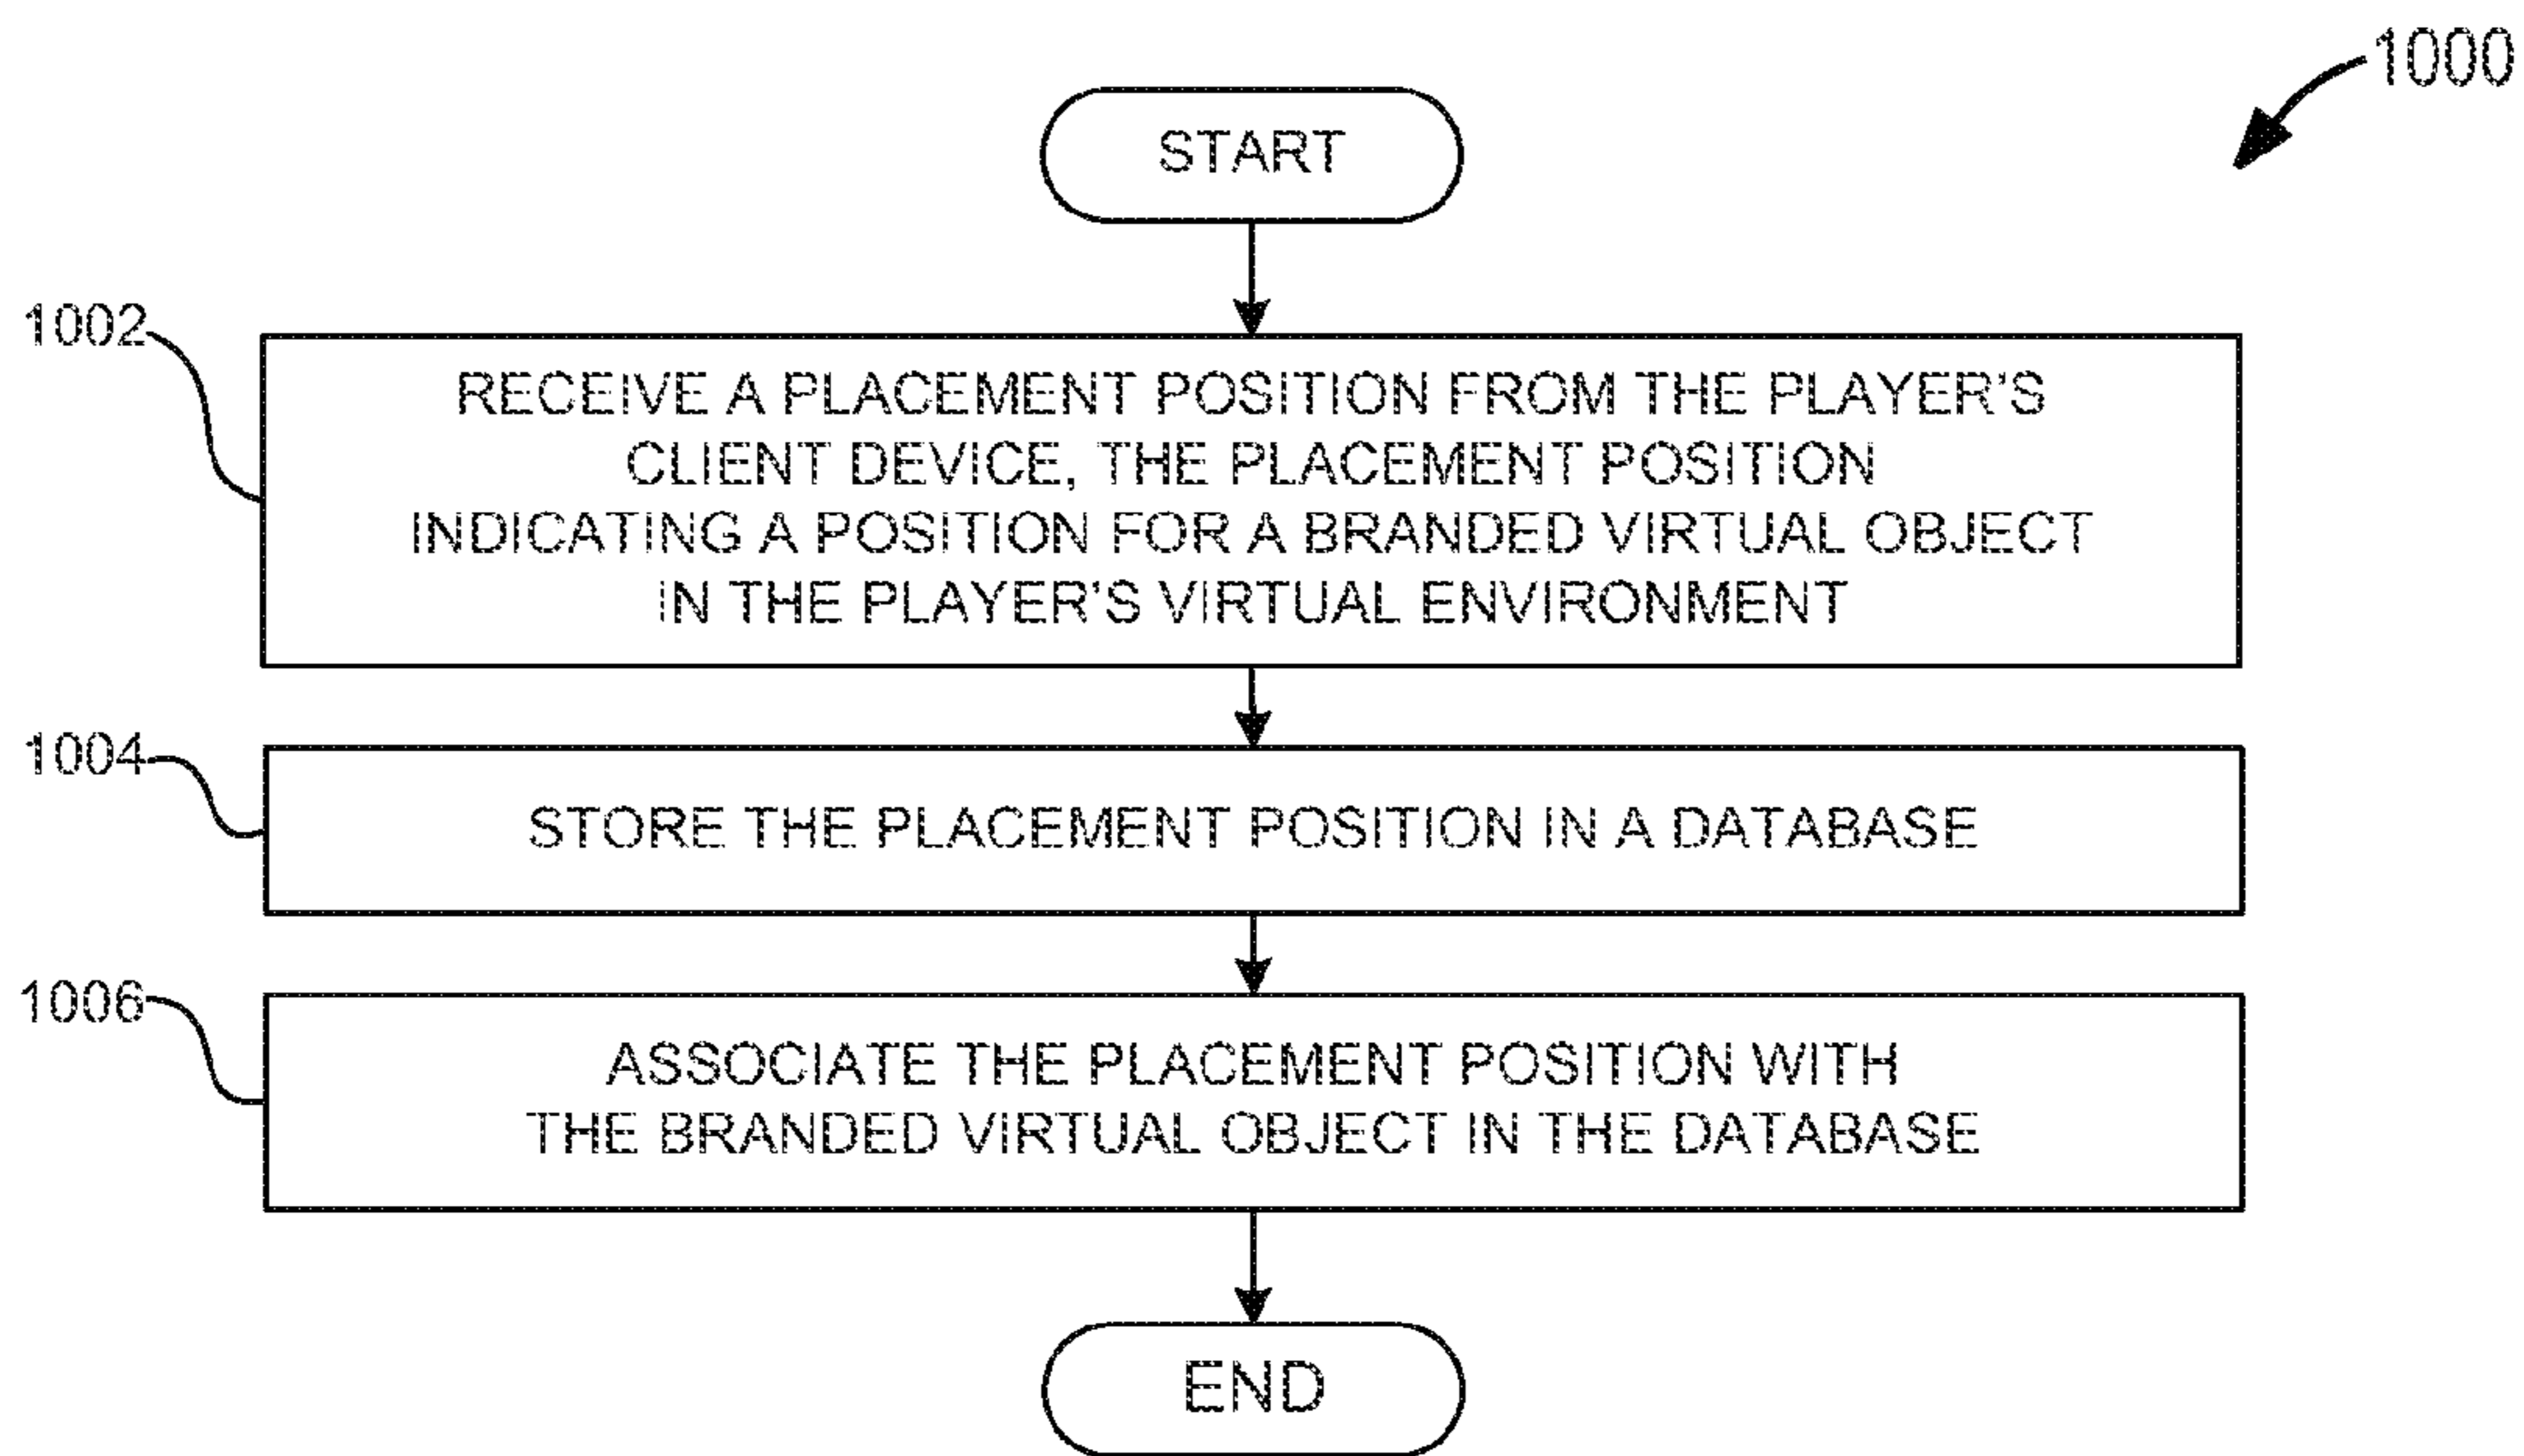 1000
START
1002
RECEIVE A PLACEMENT POSITION FROM THE PLAYER'S
CLIENT DEVICE, THE PLACEMENT POSITION
INDICATING A POSITION FOR A BRANDED VIRTUAL OBJECT
IN THE PLAYER'S VIRTUAL ENVIRONMENT
1004
STORE THE PLACEMENT POSITION IN A DATABASE
1006
ASSOCIATE THE PLACEMENT POSITION WITH
THE BRANDED VIRTUAL OBJECT IN THE DATABASE
END